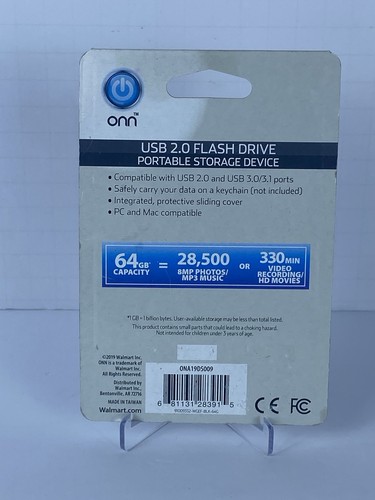 onn™
USB 2.0 FLASH DRIVE
PORTABLE STORAGE DEVICE
• Compatible with USB 2.0 and USB 3.0/3.1 ports
• Safely carry your data on a keychain (not included)
• Integrated, protective sliding cover
• PC and Mac compatible
64GB* CAPACITY = 28,500 8MP PHOTOS/ MP3 MUSIC OR 330 MIN VIDEO RECORDING/ HD MOVIES
*1 GB = 1 billion bytes. User-available storage may be less than total listed.
This product contains small parts that could lead to a choking hazard.
Not intended for children under 3 years of age.
©2019 Walmart Inc.
ONN is a trademark of
Walmart Inc.
All Rights Reserved
Distributed by
Walmart Inc.,
Bentonville, AR 72716
MADE IN TAIWAN
Walmart.com
ONA19D5009
6 81131 28391 5
CE FC